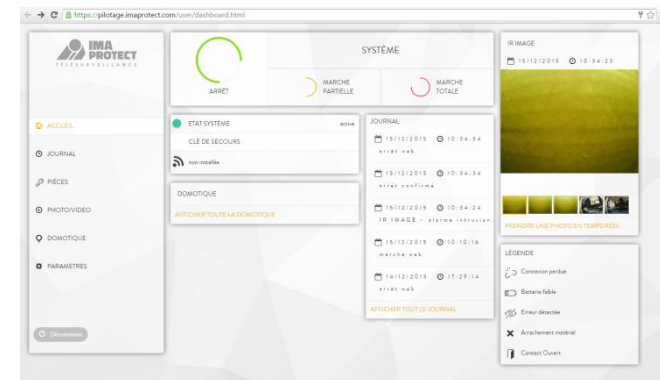 https://pilotage.imaprotect.com/user/dashboard.html
IMA
PROTECT
TÉLÉSURVEILLANCE
ACCUEIL
JOURNAL
PIÈCES
PHOTO/VIDEO
DOMOTIQUE
PARAMETRES
Déconnexion
SYSTÈME
ARRÊT
MARCHE
PARTIELLE
MARCHE
TOTALE
ETAT SYSTÈME active
CLÉ DE SECOURS
non installée
DOMOTIQUE
AFFICHER TOUTE LA DOMOTIQUE
JOURNAL
15/12/2015 10:34:34
arrêt web
15/12/2015 10:34:34
arrêt confirmé
15/12/2015 10:34:24
IR IMAGE - alarme intrusion
15/12/2015 10:10:16
marche web
14/12/2015 17:29:14
arrêt web
AFFICHER TOUT LE JOURNAL
IR IMAGE
15/12/2015 10:34:23
PRENDRE UNE PHOTO EN TEMPS RÉEL
LÉGENDE
Connexion perdue
Batterie faible
Erreur détectée
Arrachement matériel
Contact Ouvert